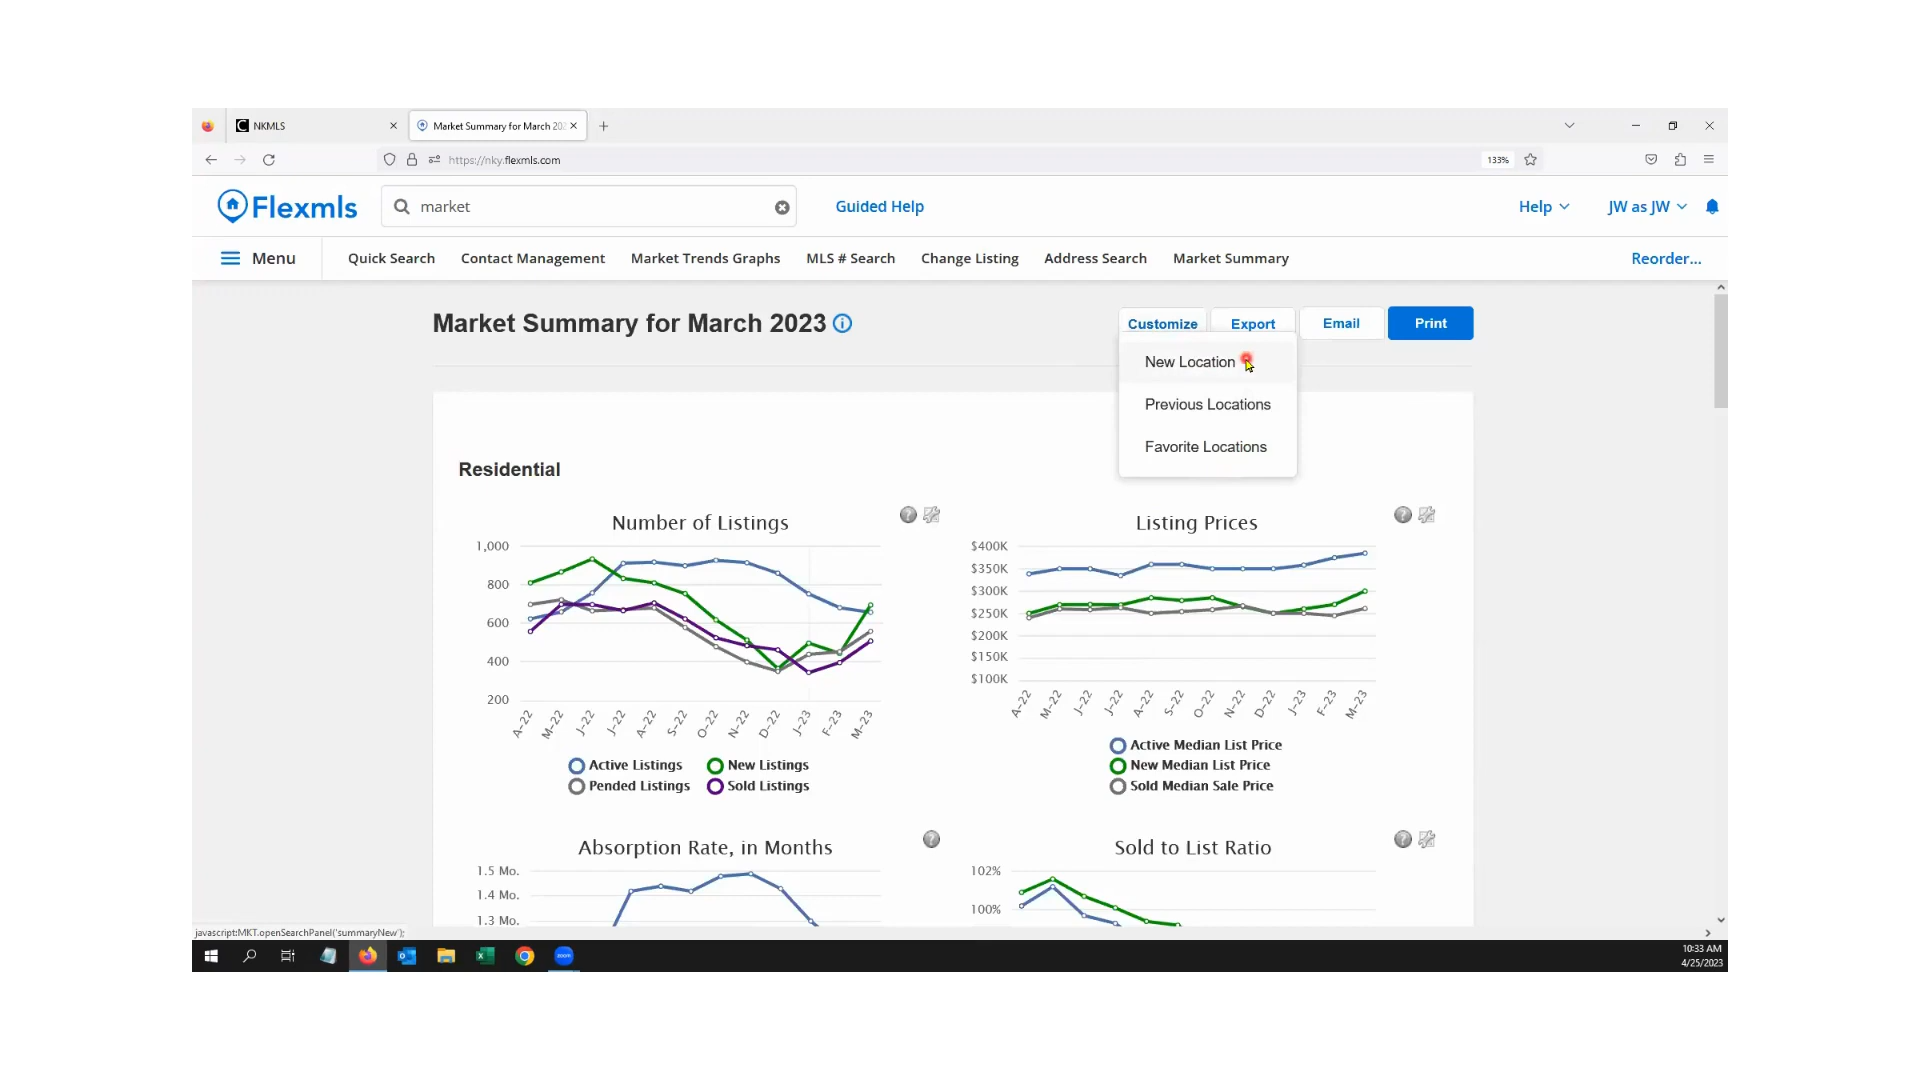 NKMLS
Market Summary for March 202
https://nky.flexmls.com
133%
Flexmls
market
Guided Help
Help
JW as JW
Menu
Quick Search
Contact Management
Market Trends Graphs
MLS # Search
Change Listing
Address Search
Market Summary
Reorder...
Market Summary for March 2023
Customize
Export
Email
Print
New Location
Previous Locations
Favorite Locations
Residential
Number of Listings
1,000
800
600
400
200
A-22 M-22 J-22 J-22 A-22 S-22 O-22 N-22 D-22 J-23 F-23 M-23
Active Listings New Listings
Pended Listings Sold Listings
Listing Prices
$400K
$350K
$300K
$250K
$200K
$150K
$100K
A-22 M-22 J-22 J-22 A-22 S-22 O-22 N-22 D-22 J-23 F-23 M-23
Active Median List Price
New Median List Price
Sold Median Sale Price
Absorption Rate, in Months
1.5 Mo.
1.4 Mo.
1.3 Mo.
Sold to List Ratio
102%
100%
javascript:MKT.openSearchPanel('summaryNew');
zoom
10:33 AM
4/25/2023